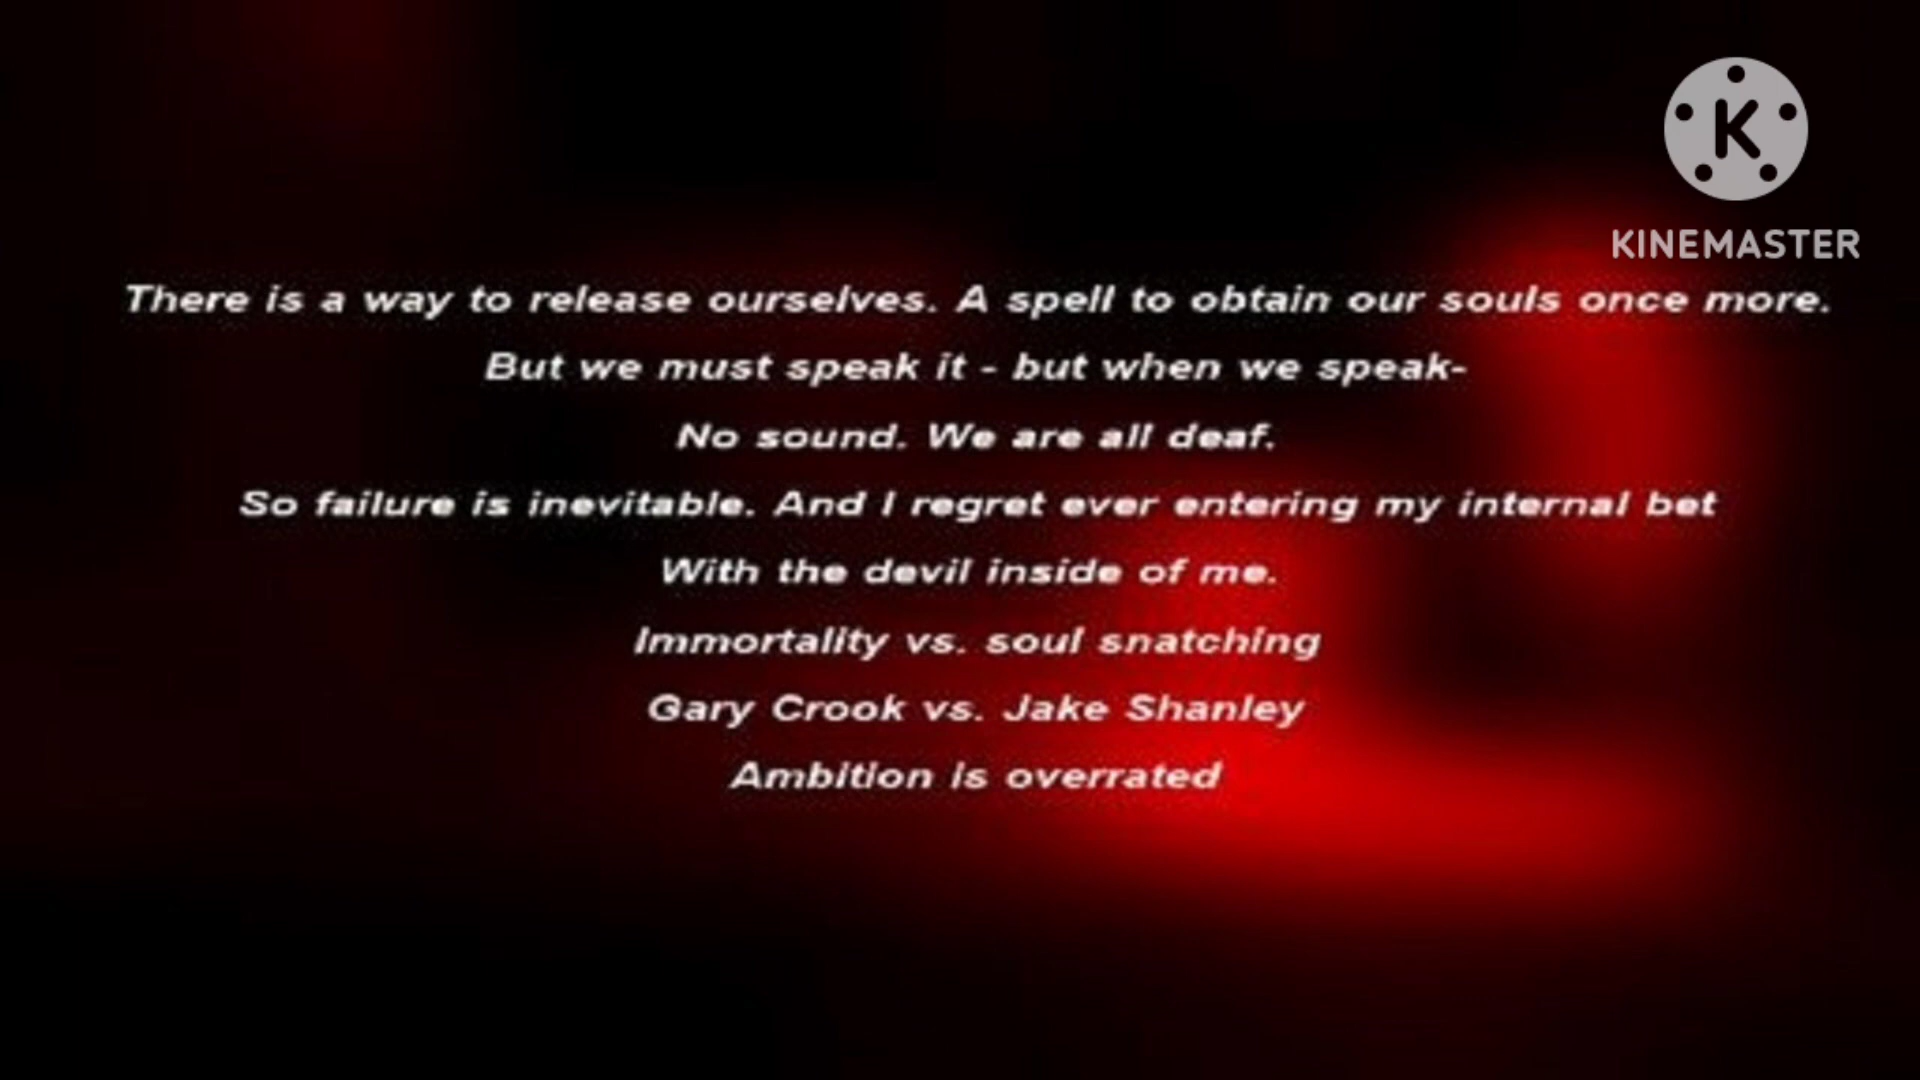 K
KINEMASTER
There is a way to release ourselves. A spell to obtain our souls once more.
But we must speak it - but when we speak-
No sound. We are all deaf.
So failure is inevitable. And I regret ever entering my internal bet
With the devil inside of me.
Immortality vs. soul snatching
Gary Crook vs. Jake Shanley
Ambition is overrated